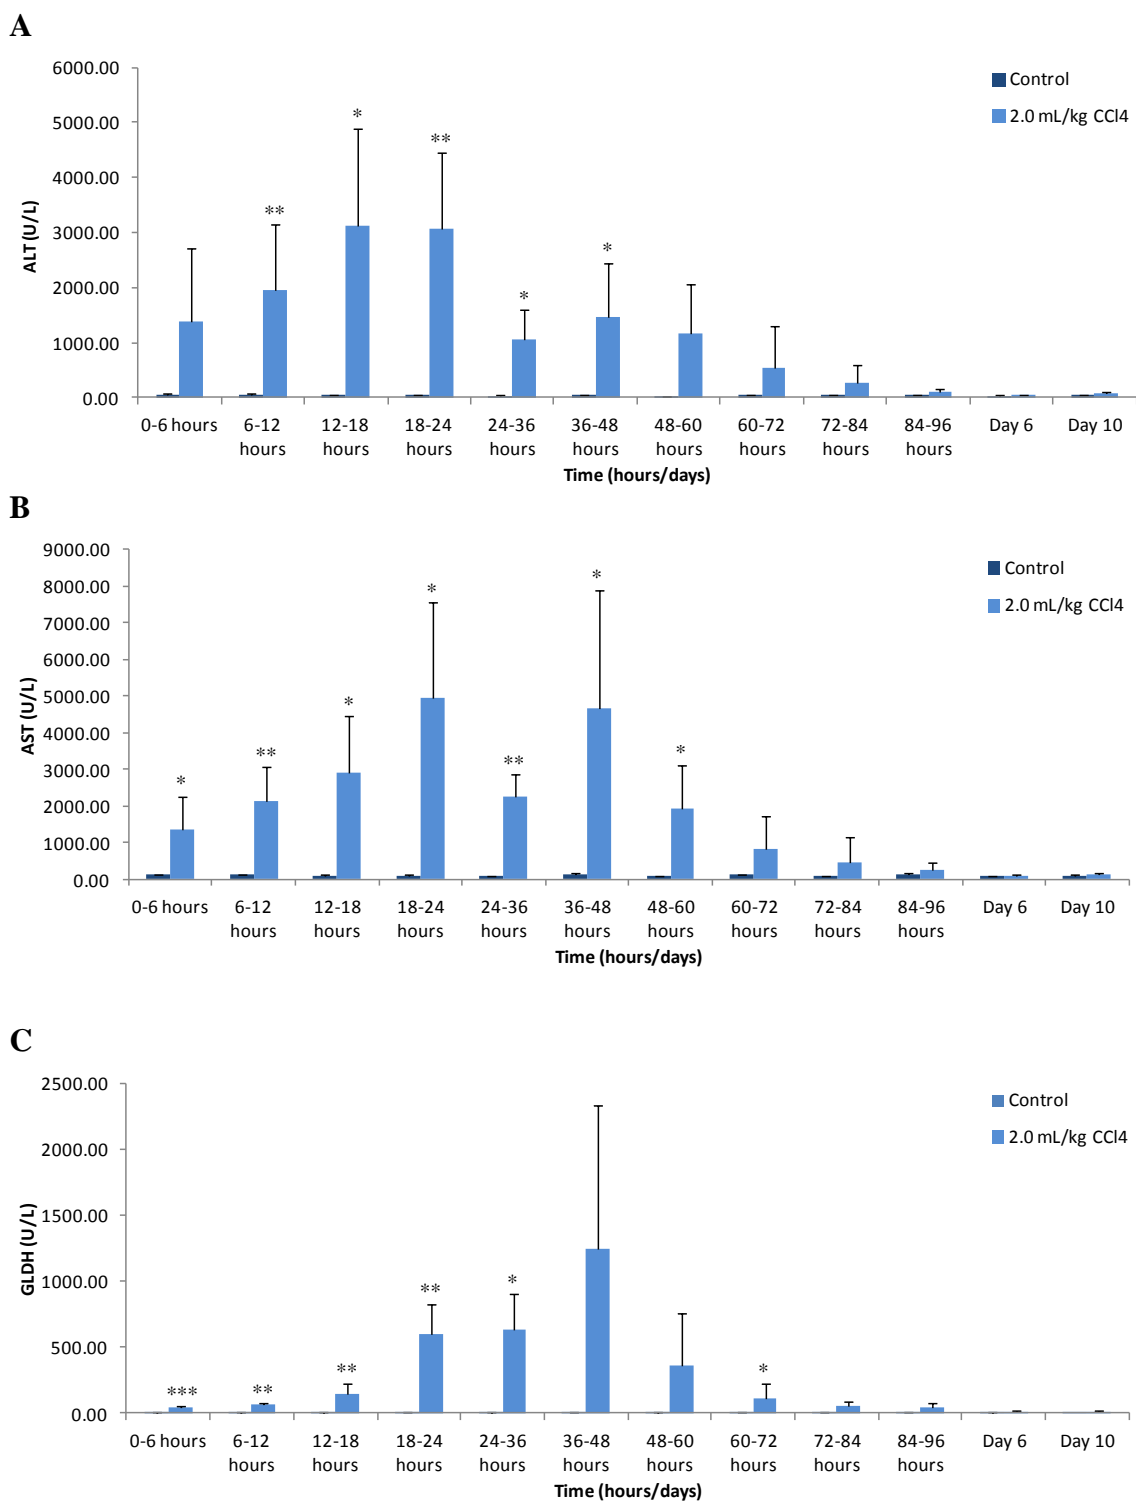 A
6000.00
5000.00
4000.00
3000.00
2000.00
1000.00
0.00
ALT (U/L)
Control
2.0 mL/kg CCl4
**
*
**
*
*
0-6 hours 6-12 12-18 18-24 24-36 36-48 48-60 60-72 72-84 84-96 Day 6 Day 10
hours hours hours hours hours hours hours hours hours
Time (hours/days)
B
9000.00
8000.00
7000.00
6000.00
5000.00
4000.00
3000.00
2000.00
1000.00
0.00
AST (U/L)
Control
2.0 mL/kg CCl4
*
**
*
*
**
*
*
0-6 hours 6-12 12-18 18-24 24-36 36-48 48-60 60-72 72-84 84-96 Day 6 Day 10
hours hours hours hours hours hours hours hours hours
Time (hours/days)
C
2500.00
2000.00
1500.00
1000.00
500.00
0.00
GLDH (U/L)
Control
2.0 mL/kg CCl4
***
**
**
**
*
*
0-6 hours 6-12 12-18 18-24 24-36 36-48 48-60 60-72 72-84 84-96 Day 6 Day 10
hours hours hours hours hours hours hours hours hours
Time (hours/days)